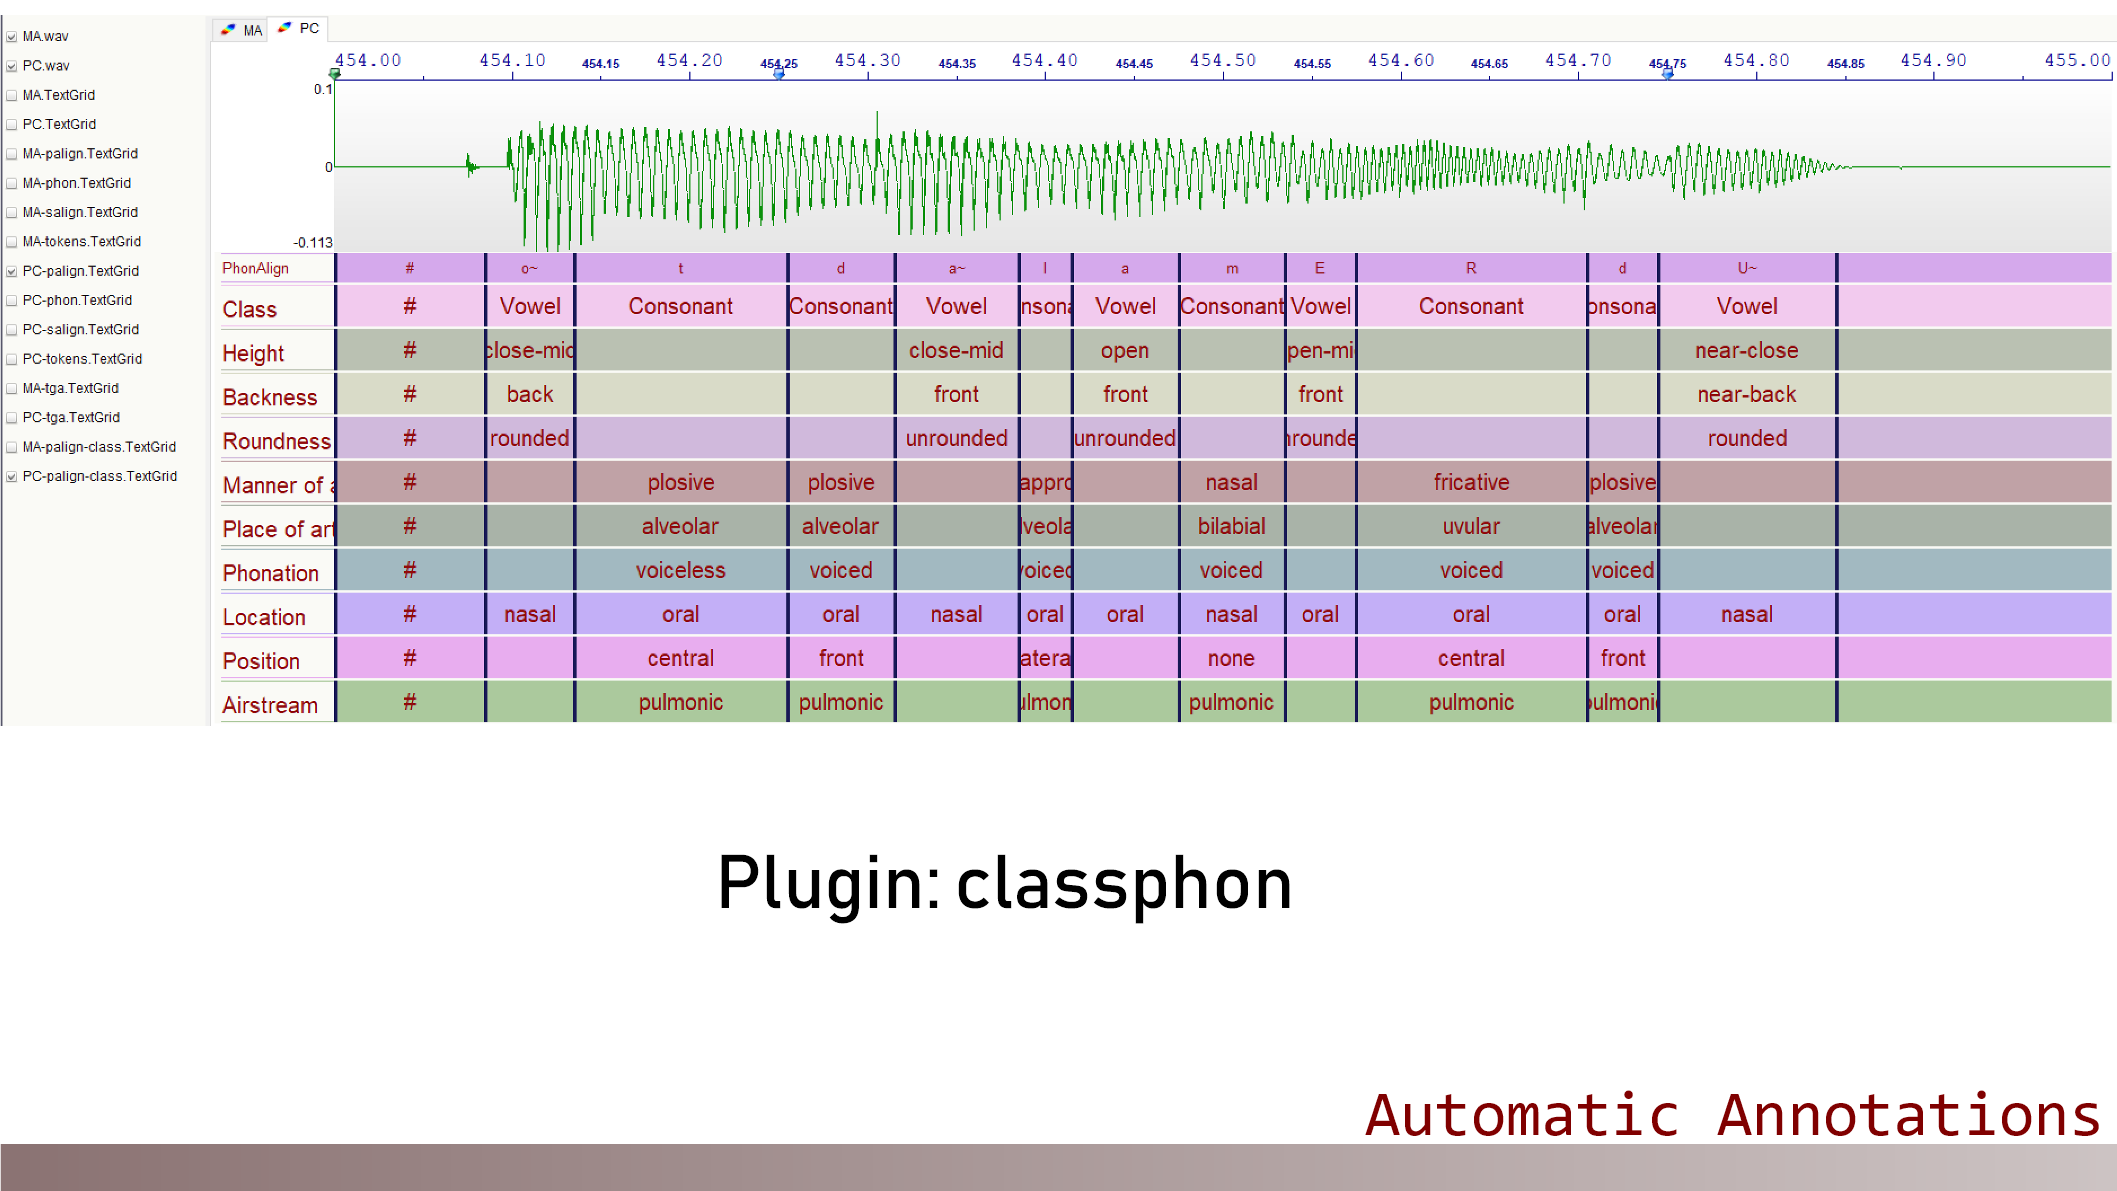 MA.wav
PC.wav
MA.TextGrid
PC.TextGrid
MA-palign.TextGrid
MA-phon.TextGrid
MA-salign.TextGrid
MA-tokens.TextGrid
PC-palign.TextGrid
PC-phon.TextGrid
PC-salign.TextGrid
PC-tokens.TextGrid
MA-tga.TextGrid
PC-tga.TextGrid
MA-palign-class.TextGrid
PC-palign-class.TextGrid
MA PC
454.00 454.10 454.15 454.20 454.25 454.30 454.35 454.40 454.45 454.50 454.55 454.60 454.65 454.70 454.75 454.80 454.85 454.90 455.00
0.1
0
-0.113
PhonAlign # o~ t d a~ l a m E R d U~
Class # Vowel Consonant Consonant Vowel nsona Vowel Consonant Vowel Consonant onsona Vowel
Height # close-mid close-mid open pen-mi near-close
Backness # back front front front near-back
Roundness # rounded unrounded unrounded nrounde rounded
Manner of a # plosive plosive appro nasal fricative plosive
Place of art # alveolar alveolar lveola bilabial uvular alveolar
Phonation # voiceless voiced voiced voiced voiced voiced
Location # nasal oral oral nasal oral oral nasal oral oral oral nasal
Position # central front atera none central front
Airstream # pulmonic pulmonic ulmon pulmonic pulmonic pulmoni
Plugin: classphon
Automatic Annotations